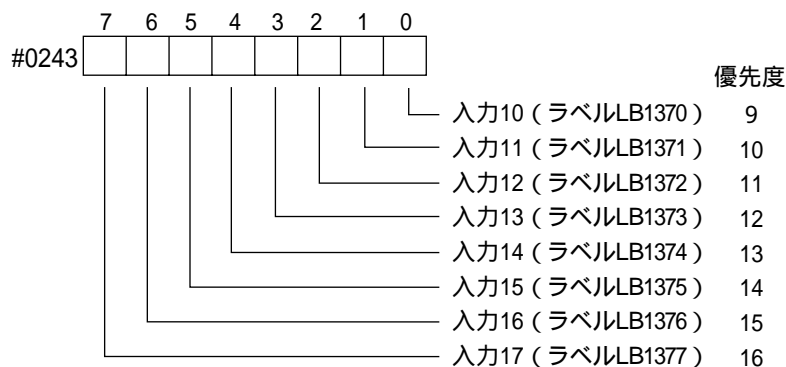 7 6 5 4 3 2 1 0
#0243
優先度
入力10(ラベルLB1370) 9
入力11(ラベルLB1371) 10
入力12(ラベルLB1372) 11
入力13(ラベルLB1373) 12
入力14(ラベルLB1374) 13
入力15(ラベルLB1375) 14
入力16(ラベルLB1376) 15
入力17(ラベルLB1377) 16